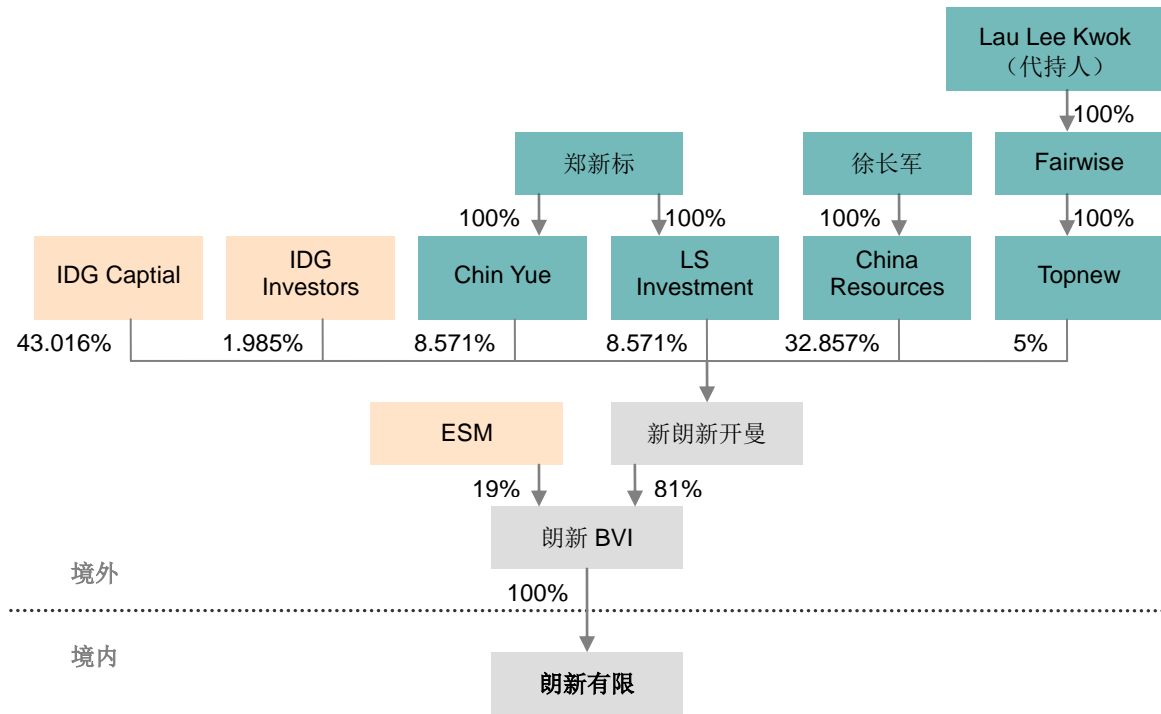 Lau Lee Kwok
（代持人）
100%
郑新标
徐长军
Fairwise
100%
100%
100%
100%
IDG Captial
IDG
Investors
Chin Yue
LS
Investment
China
Resources
Topnew
43.016%
1.985%
8.571%
8.571%
32.857%
5%
ESM
新朗新开曼
19%
81%
朗新 BVI
境外
100%
境内
朗新有限